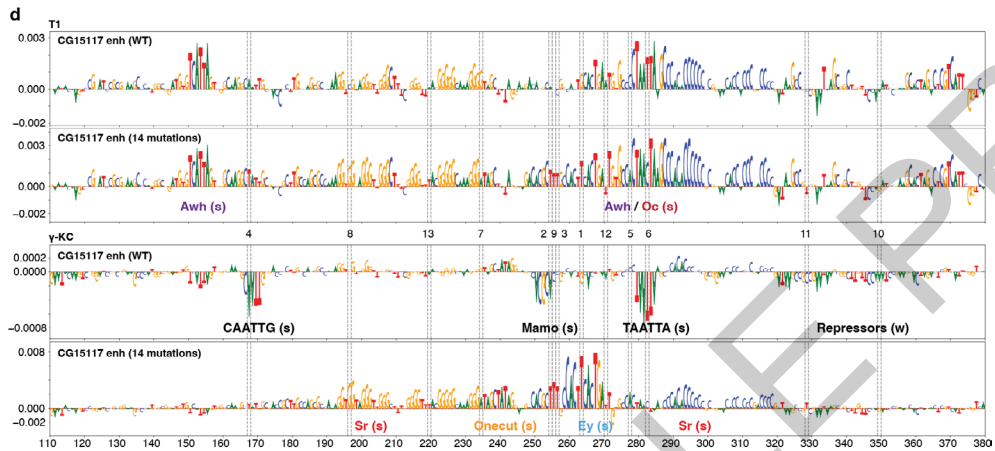 d
T1
CG15117 enh (WT)
0.003
0.000
−0.002
CG15117 enh (14 mutations)
0.003
0.000
−0.002
Awh (s)
Awh / Oc (s)
4 8 13 7 2 9 3 1 12 5 6 11 10
γ-KC
CG15117 enh (WT)
0.0002
0.0000
−0.0008
CAATTG (s)
Mamo (s)
TAATTA (s)
Repressors (w)
CG15117 enh (14 mutations)
0.008
0.000
−0.002
Sr (s)
Onecut (s)
Ey (s)
Sr (s)
110 120 130 140 150 160 170 180 190 200 210 220 230 240 250 260 270 280 290 300 310 320 330 340 350 360 370 380